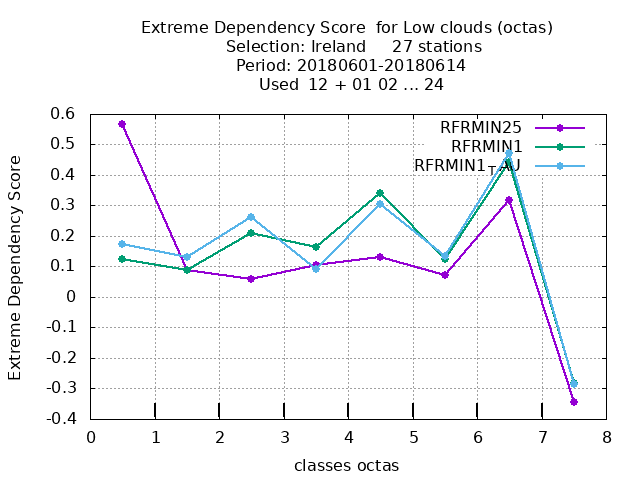 Extreme Dependency Score for Low clouds (octas)
Selection: Ireland 27 stations
Period: 20180601-20180614
Used 12 + 01 02 ... 24
Extreme Dependency Score
0.6
0.5
0.4
0.3
0.2
0.1
0
-0.1
-0.2
-0.3
-0.4
RFRMIN25
RFRMIN1
0 1 2 3 4 5 6 7 8
classes octas